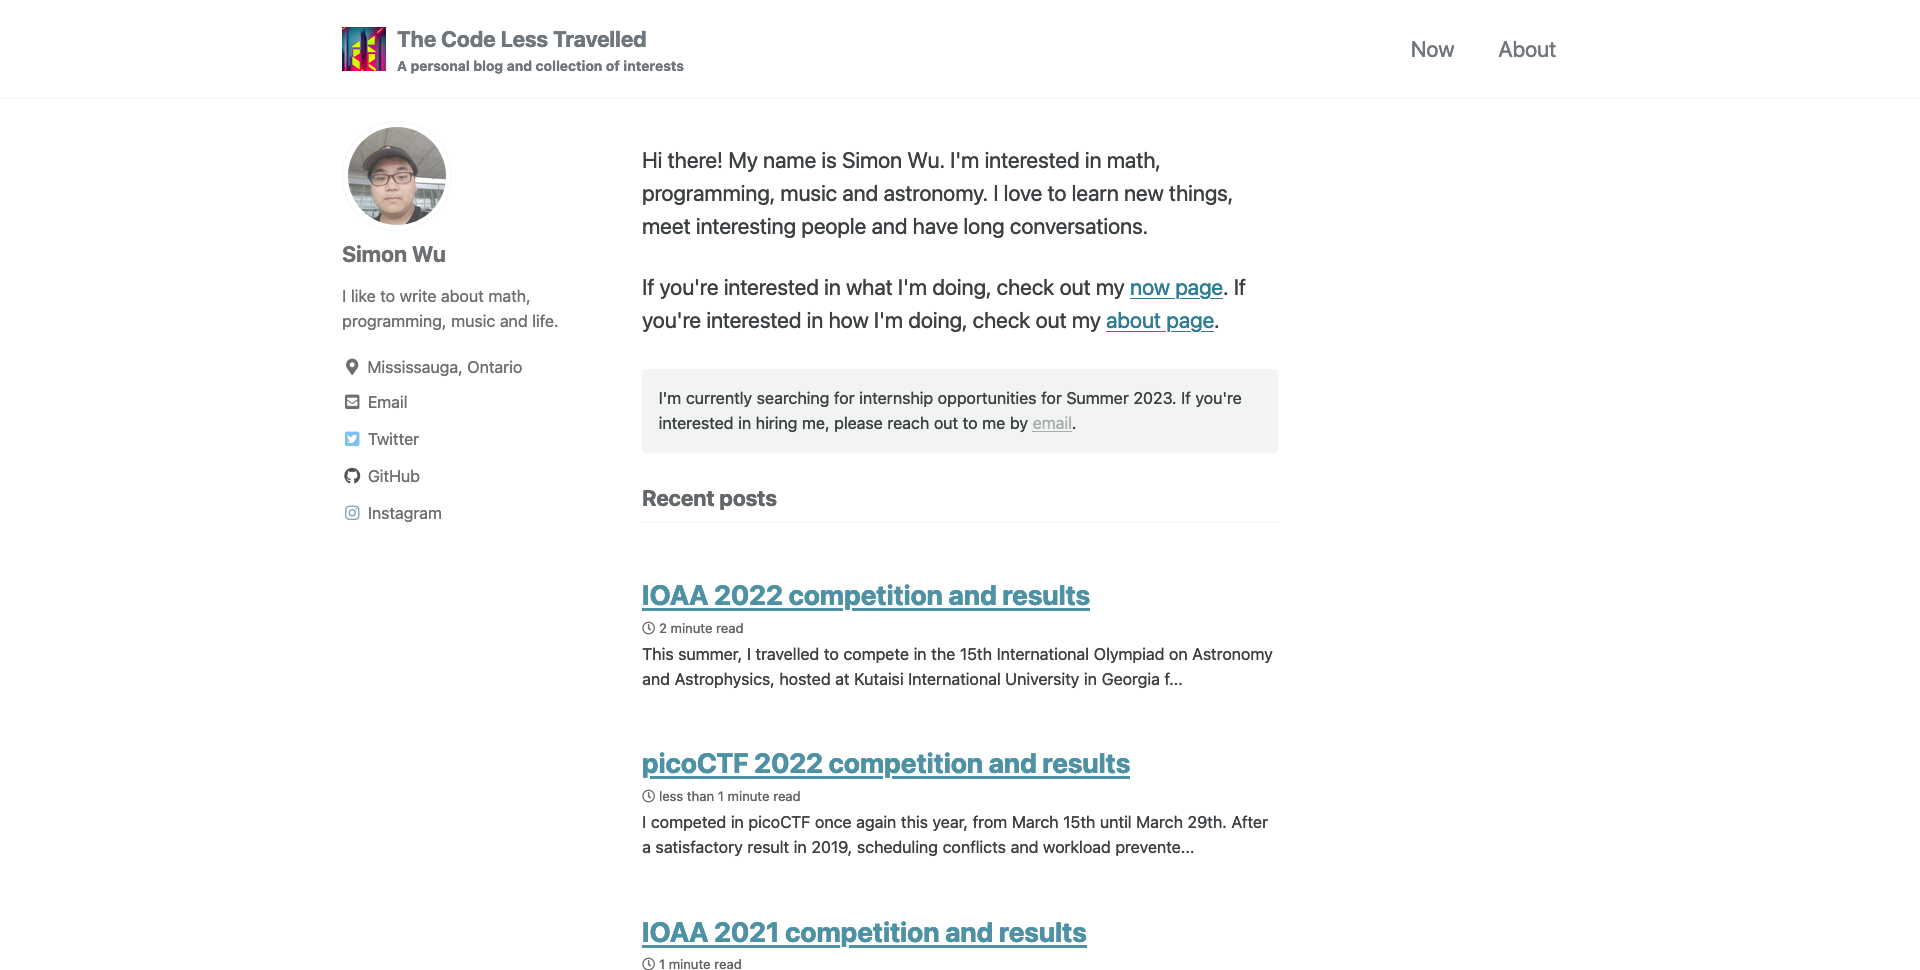 The Code Less Travelled
A personal blog and collection of interests
Now
About
Simon Wu
I like to write about math,
programming, music and life.
Mississauga, Ontario
Email
Twitter
GitHub
Instagram
Hi there! My name is Simon Wu. I'm interested in math,
programming, music and astronomy. I love to learn new things,
meet interesting people and have long conversations.
If you're interested in what I'm doing, check out my now page. If
you're interested in how I'm doing, check out my about page.
I'm currently searching for internship opportunities for Summer 2023. If you're
interested in hiring me, please reach out to me by email.
Recent posts
IOAA 2022 competition and results
2 minute read
This summer, I travelled to compete in the 15th International Olympiad on Astronomy
and Astrophysics, hosted at Kutaisi International University in Georgia f...
picoCTF 2022 competition and results
less than 1 minute read
I competed in picoCTF once again this year, from March 15th until March 29th. After
a satisfactory result in 2019, scheduling conflicts and workload prevente...
IOAA 2021 competition and results
1 minute read